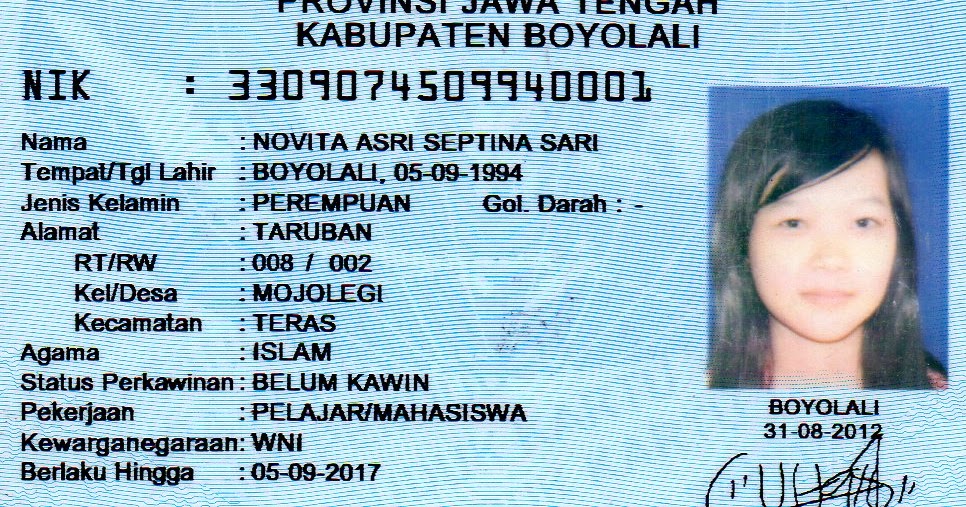 PROVINSI JAWA TENGAH
KABUPATEN BOYOLALI
NIK : 3309074509940001
Nama : NOVITA ASRI SEPTINA SARI
Tempat/Tgl Lahir : BOYOLALI, 05-09-1994
Jenis Kelamin : PEREMPUAN Gol. Darah : -
Alamat : TARUBAN
RT/RW : 008 / 002
Kel/Desa : MOJOLEGI
Kecamatan : TERAS
Agama : ISLAM
Status Perkawinan : BELUM KAWIN
Pekerjaan : PELAJAR/MAHASISWA
Kewarganegaraan : WNI
Berlaku Hingga : 05-09-2017
BOYOLALI
31-08-2012